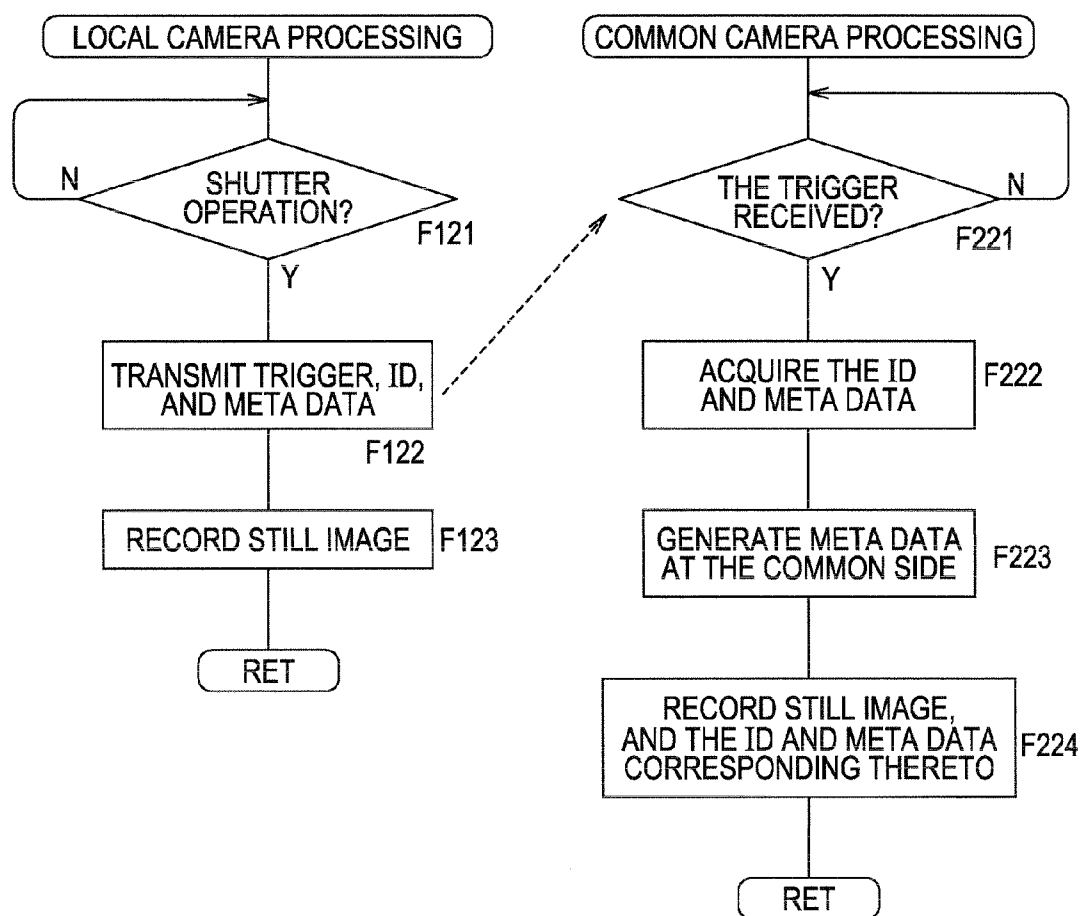 LOCAL CAMERA PROCESSING
N
SHUTTER
OPERATION?
F121
Y
TRANSMIT TRIGGER, ID,
AND META DATA
F122
RECORD STILL IMAGE
F123
RET
COMMON CAMERA PROCESSING
THE TRIGGER
RECEIVED?
N
F221
Y
ACQUIRE THE ID
AND META DATA
F222
GENERATE META DATA
AT THE COMMON SIDE
F223
RECORD STILL IMAGE,
AND THE ID AND META DATA
CORRESPONDING THERETO
F224
RET